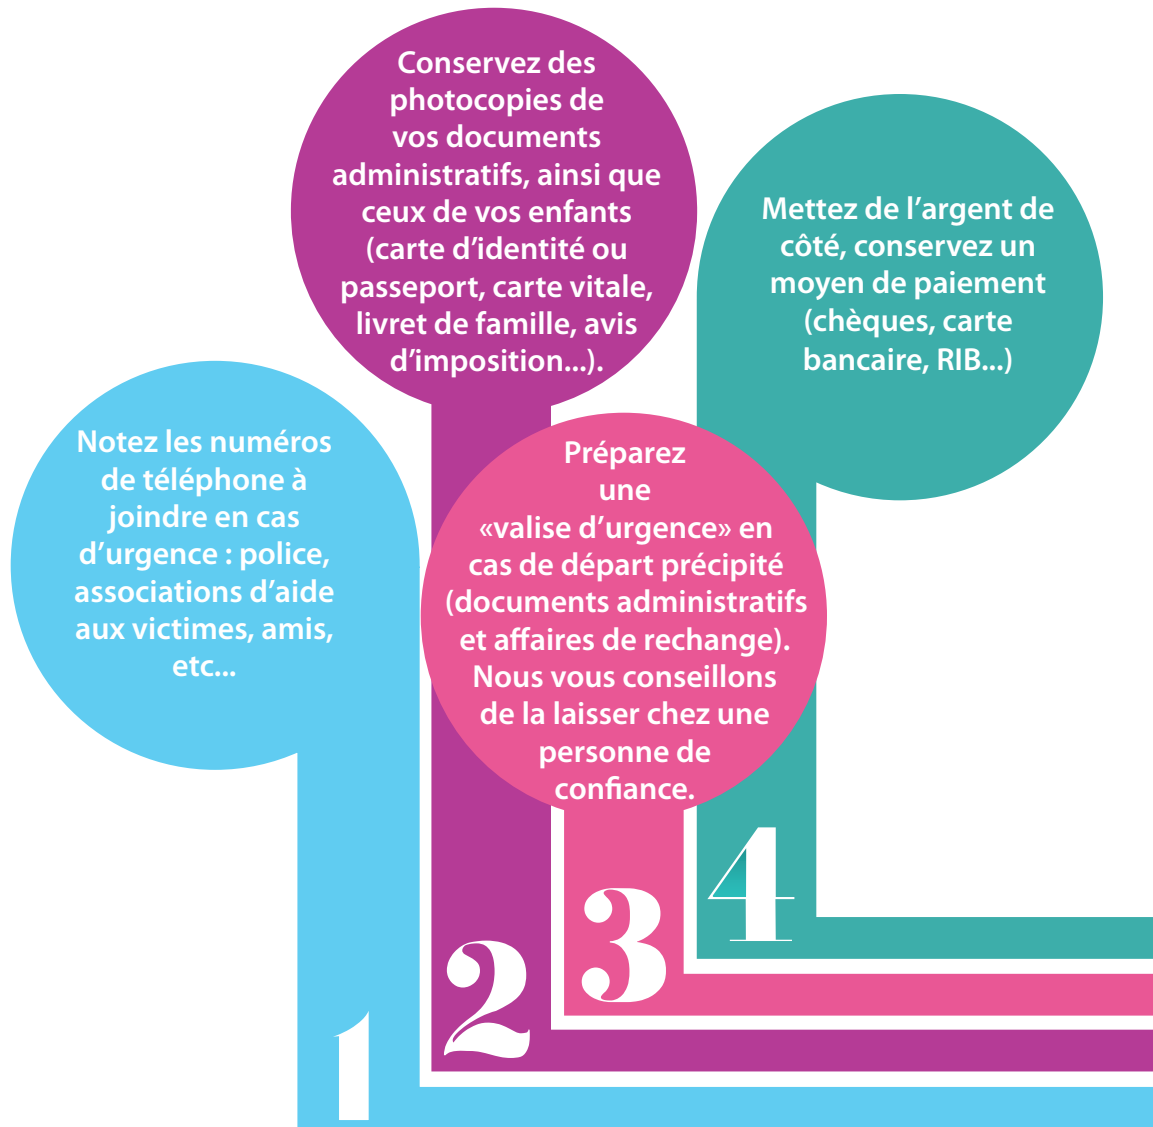 Notez les numéros
de téléphone à
joindre en cas
d’urgence : police,
associations d’aide
aux victimes, amis,
etc...
1
Conservez des
photocopies de
vos documents
administratifs, ainsi que
ceux de vos enfants
(carte d’identité ou
passeport, carte vitale,
livret de famille, avis
d’imposition...).
2
Préparez
une
«valise d’urgence» en
cas de départ précipité
(documents administratifs
et affaires de rechange).
Nous vous conseillons
de la laisser chez une
personne de
confiance.
3
Mettez de l’argent de
côté, conservez un
moyen de paiement
(chèques, carte
bancaire, RIB...)
4